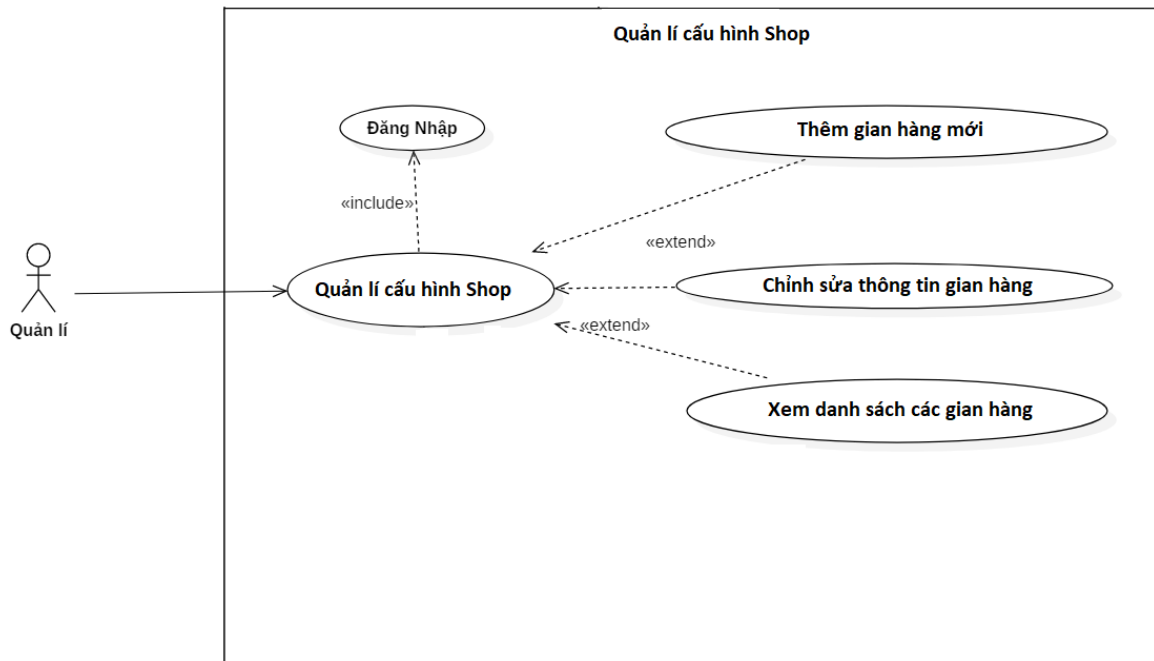 Quản lí cấu hình Shop
Đăng Nhập
Thêm gian hàng mới
«include»
«extend»
Quản lí cấu hình Shop
Chỉnh sửa thông tin gian hàng
Quản lí
«extend»
Xem danh sách các gian hàng